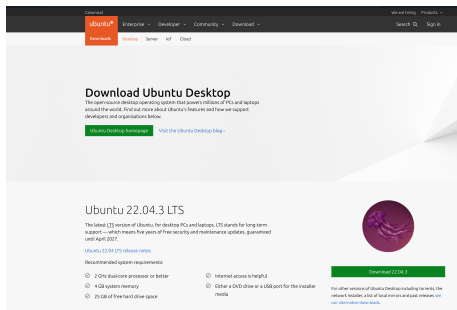 Canonical We are hiring Products
ubuntu® Enterprise Developer Community Download Search Sign in
Downloads Desktop Server IoT Cloud
Download Ubuntu Desktop
The open-source desktop operating system that powers millions of PCs and laptops
around the world. Find out more about Ubuntu's features and how we support
developers and organisations below.
Ubuntu Desktop homepage Visit the Ubuntu Desktop blog ›
Ubuntu 22.04.3 LTS
The latest LTS version of Ubuntu, for desktop PCs and laptops. LTS stands for long-term
support — which means five years of free security and maintenance updates, guaranteed
until April 2027.
Ubuntu 22.04 LTS release notes
Recommended system requirements:
2 GHz dual-core processor or better
4 GB system memory
25 GB of free hard drive space
Internet access is helpful
Either a DVD drive or a USB port for the installer
media
Download 22.04.3
For other versions of Ubuntu Desktop including torrents, the
network installer, a list of local mirrors and past releases see
our alternative downloads.